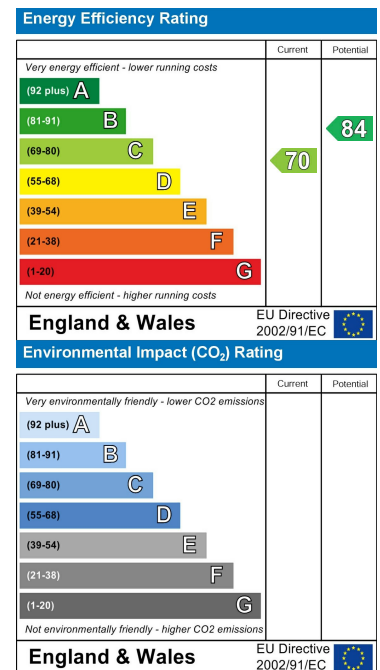 Energy Efficiency Rating
Current Potential
Very energy efficient - lower running costs
(92 plus) A
(81-91) B
84
(69-80) C
70
(55-68) D
(39-54) E
(21-38) F
(1-20) G
Not energy efficient - higher running costs
England & Wales
EU Directive
2002/91/EC
Environmental Impact (CO₂) Rating
Current Potential
Very environmentally friendly - lower CO2 emissions
(92 plus) A
(81-91) B
(69-80) C
(55-68) D
(39-54) E
(21-38) F
(1-20) G
Not environmentally friendly - higher CO2 emissions
England & Wales
EU Directive
2002/91/EC